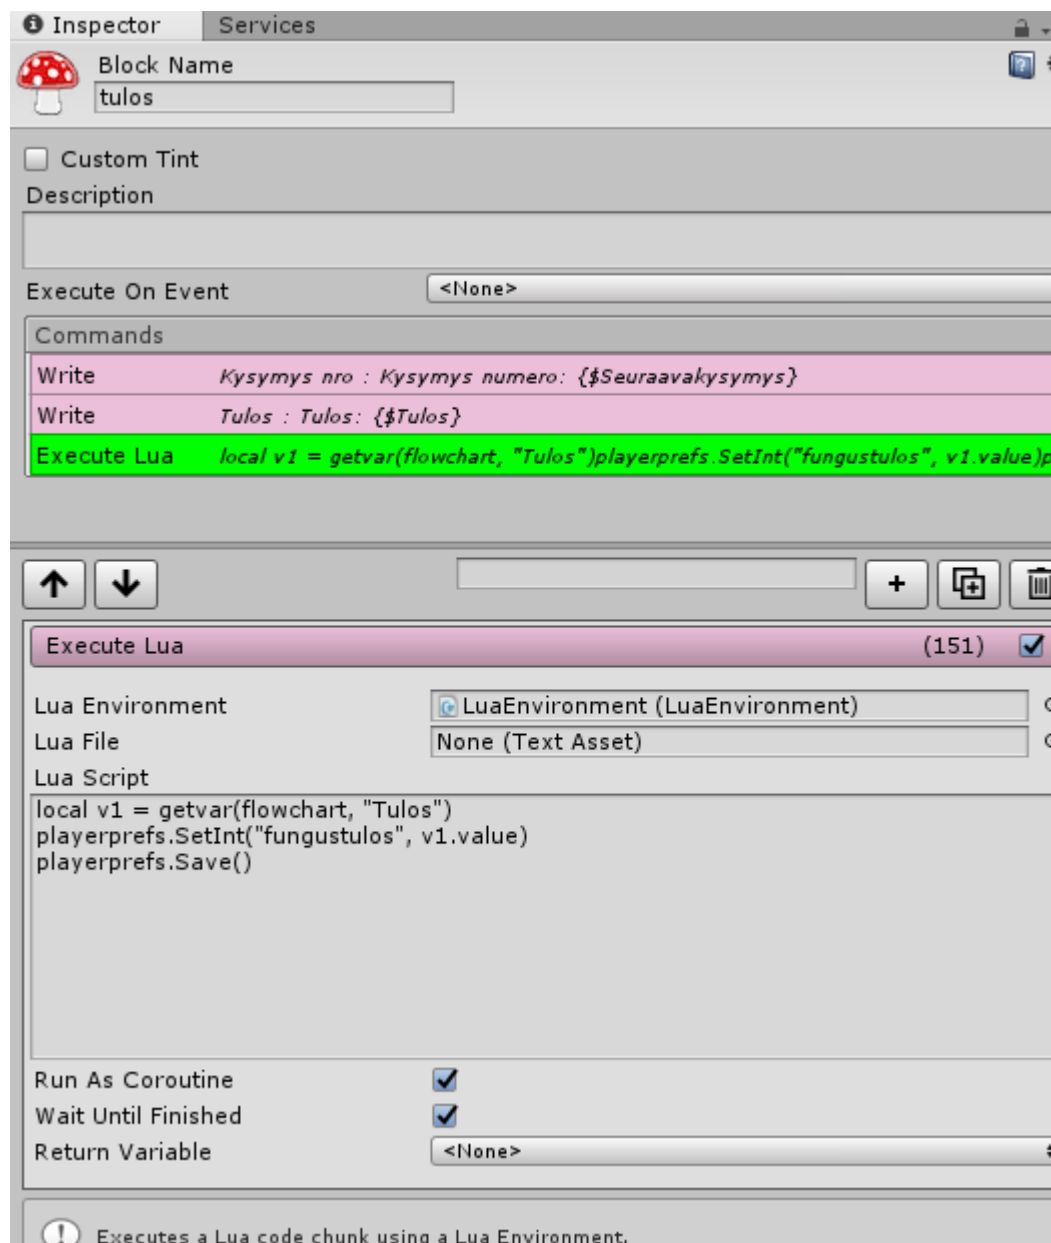 Inspector Services
Block Name
tulos
Custom Tint
Description
Execute On Event <None>
Commands
Write Kysymys nro : Kysymys numero: {$Seuraavakysymys}
Write Tulos : Tulos: {$Tulos}
Execute Lua local v1 = getvar(flowchart, "Tulos")playerprefs.SetInt("fungustulos", v1.value)p
+
Execute Lua (151)
Lua Environment LuaEnvironment (LuaEnvironment)
Lua File None (Text Asset)
Lua Script
local v1 = getvar(flowchart, "Tulos")
playerprefs.SetInt("fungustulos", v1.value)
playerprefs.Save()
Run As Coroutine
Wait Until Finished
Return Variable <None>
Executes a Lua code chunk using a Lua Environment.